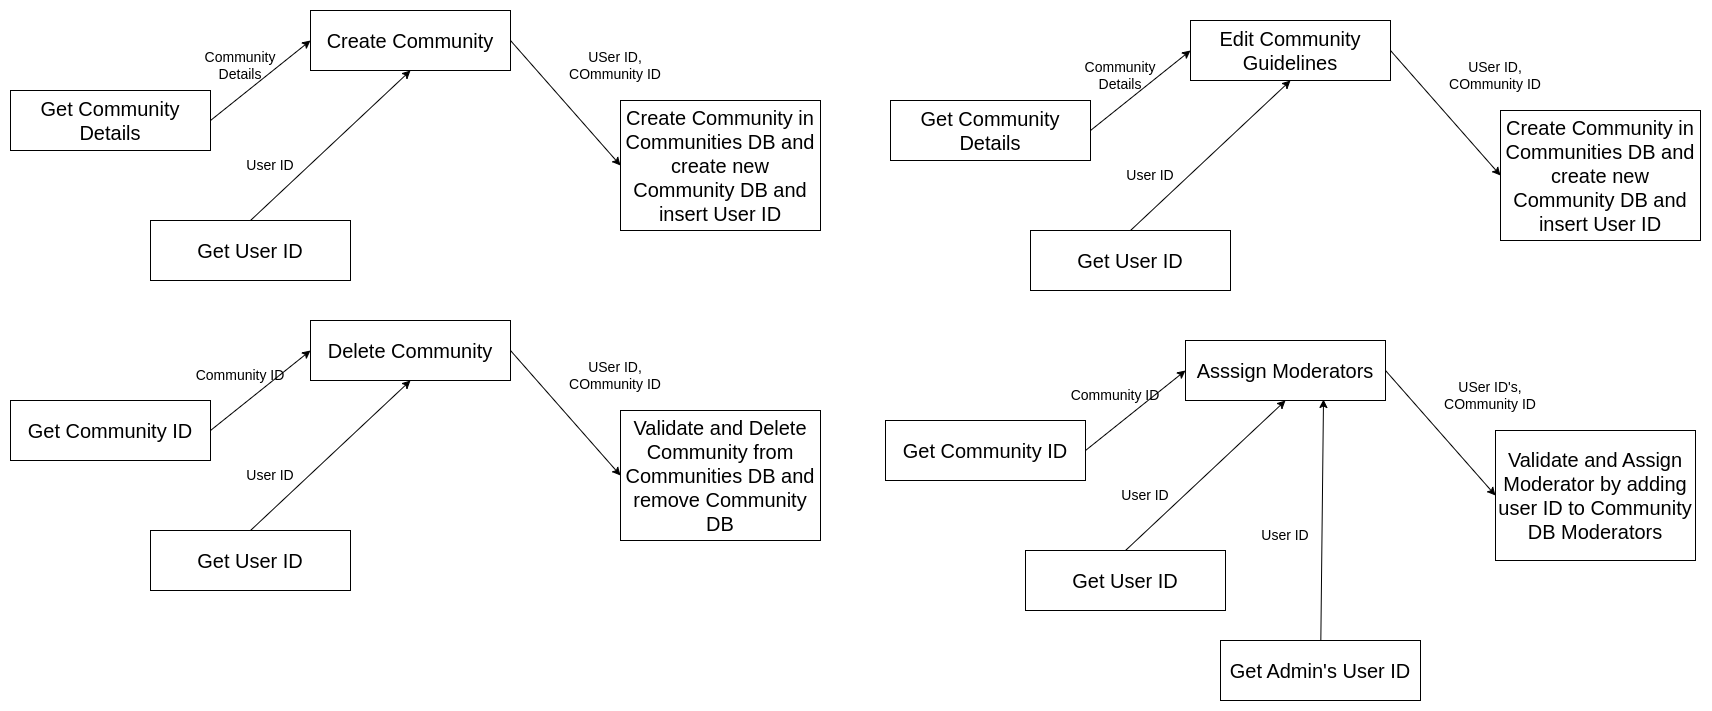 Create Community
Community
Details
USer ID,
COmmunity ID
Get Community
Details
Create Community in
Communities DB and
create new
Community DB and
insert User ID
User ID
Get User ID
Edit Community
Guidelines
Community
Details
USer ID,
COmmunity ID
Get Community
Details
Create Community in
Communities DB and
create new
Community DB and
insert User ID
User ID
Get User ID
Delete Community
Community ID
USer ID,
COmmunity ID
Get Community ID
Validate and Delete
Community from
Communities DB and
remove Community
DB
User ID
Get User ID
Asssign Moderators
Community ID
USer ID's,
COmmunity ID
Get Community ID
Validate and Assign
Moderator by adding
user ID to Community
DB Moderators
User ID
User ID
Get User ID
Get Admin's User ID